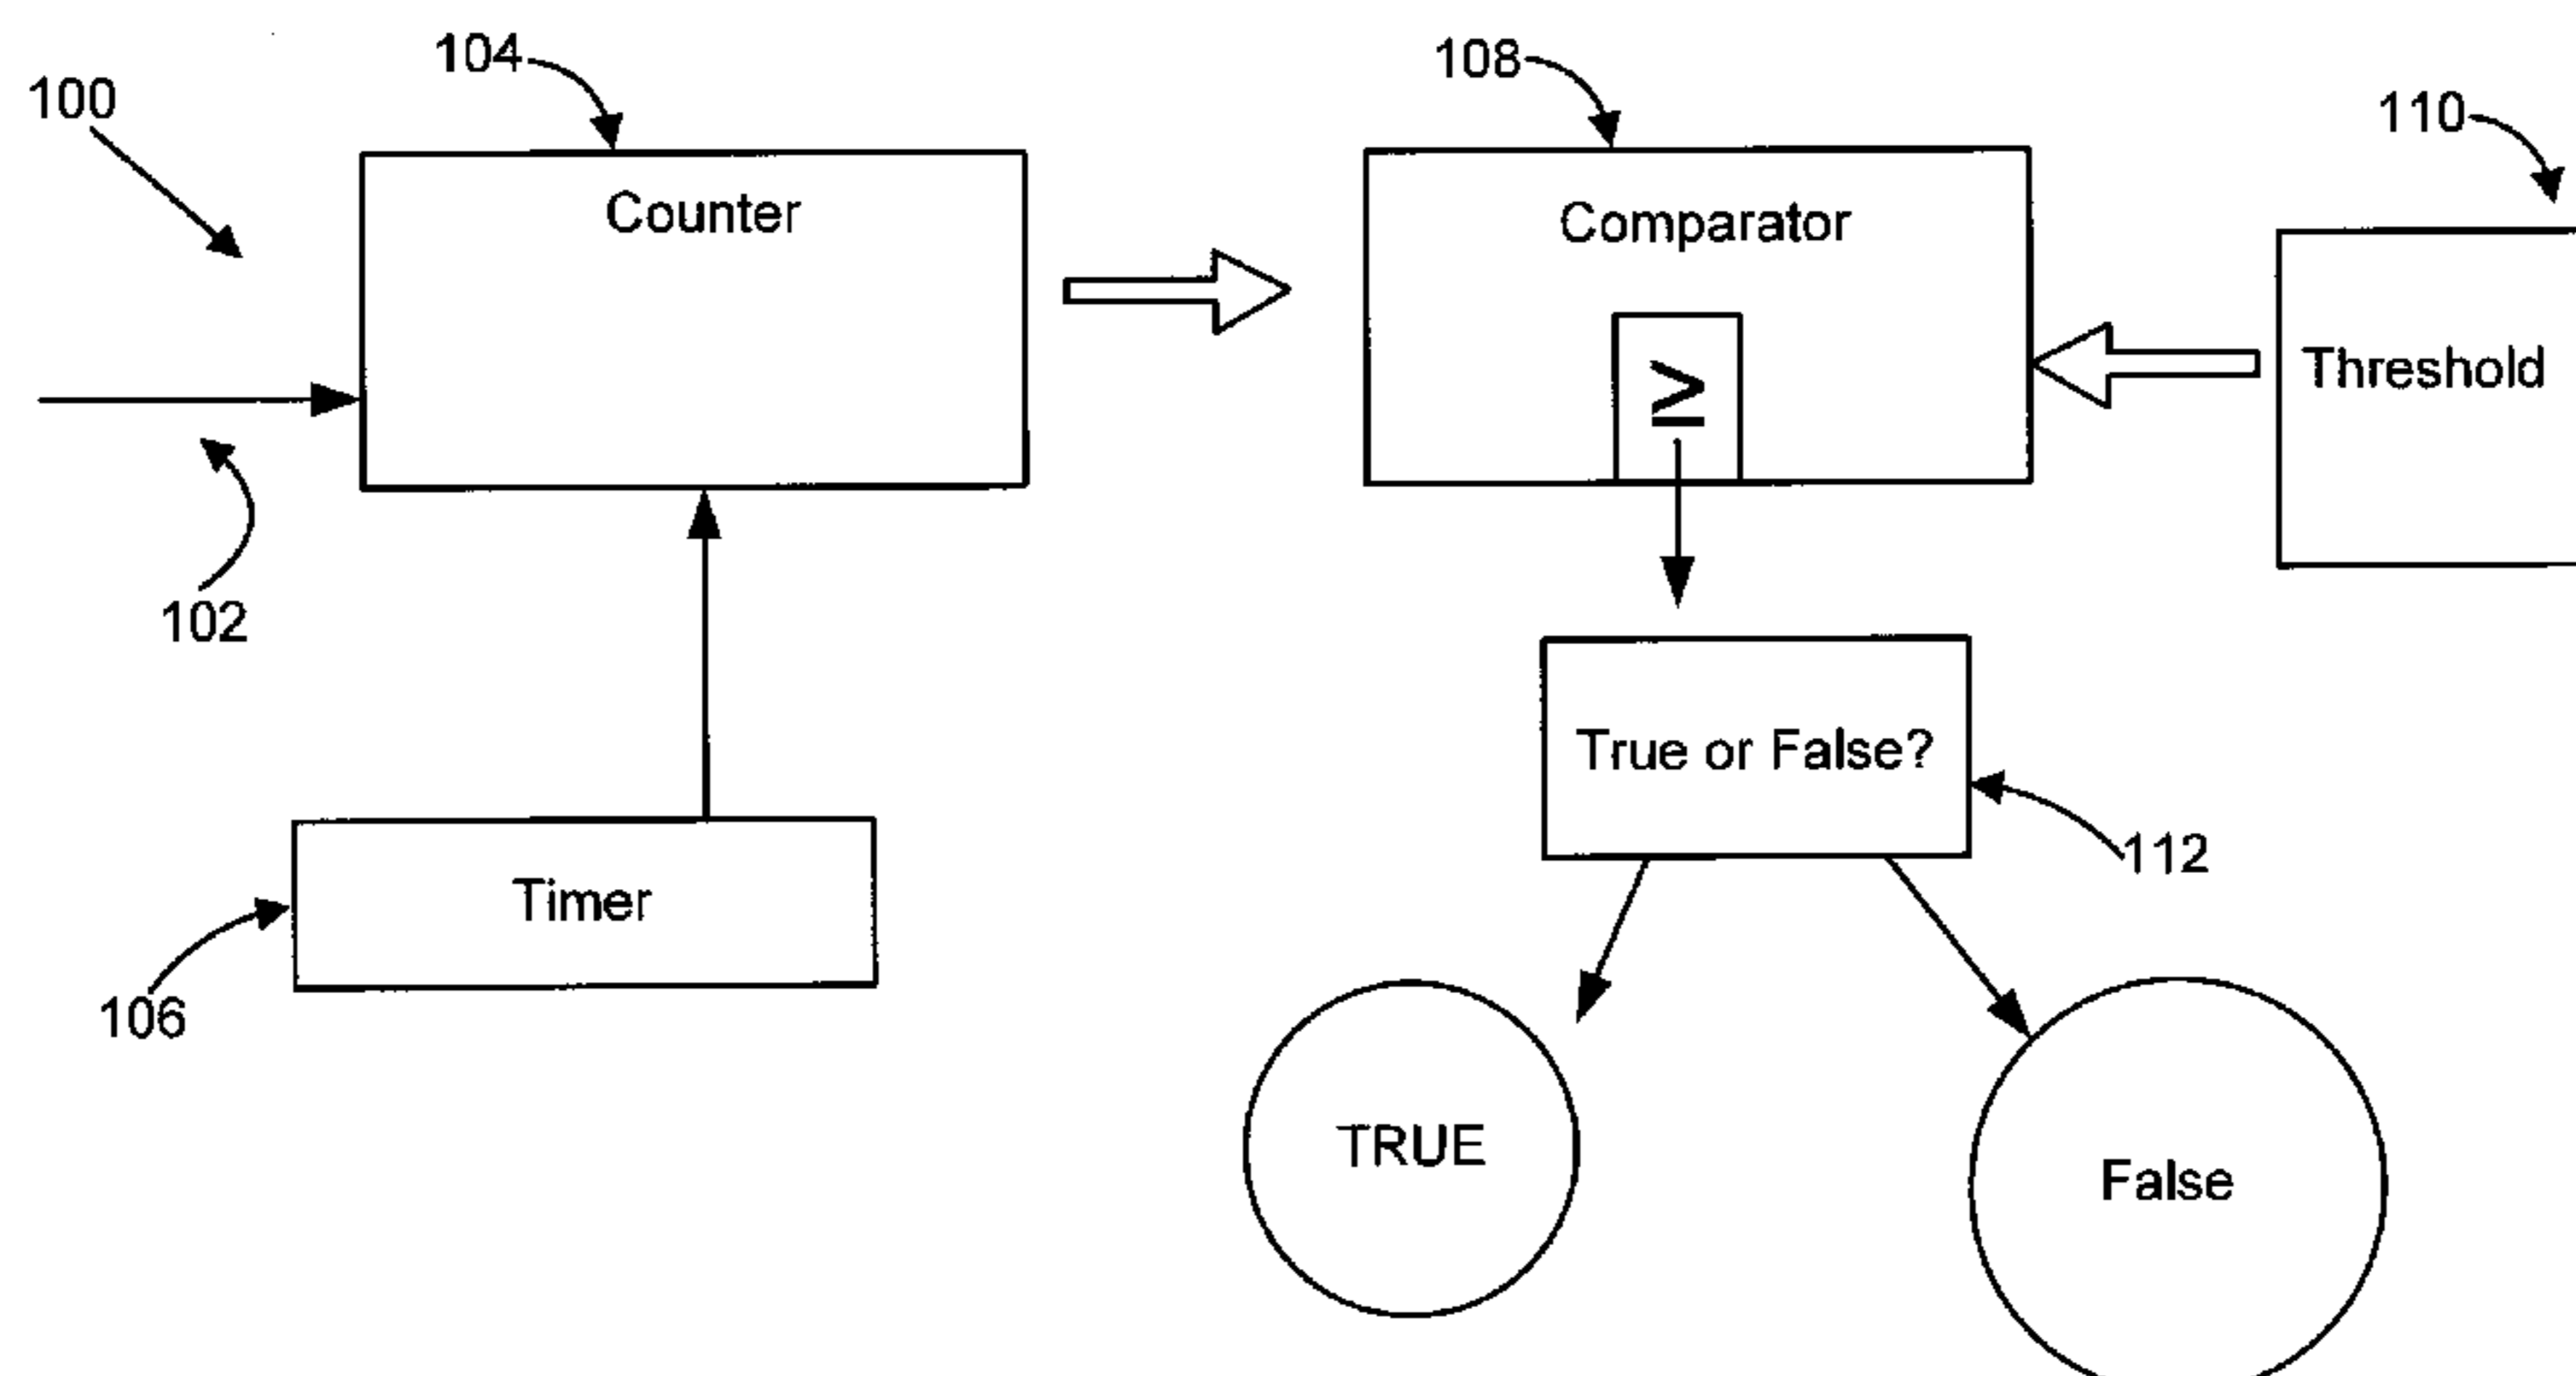 104
108
100
110
Counter
Comparator
Threshold
≥
102
True or False?
112
Timer
106
TRUE
False